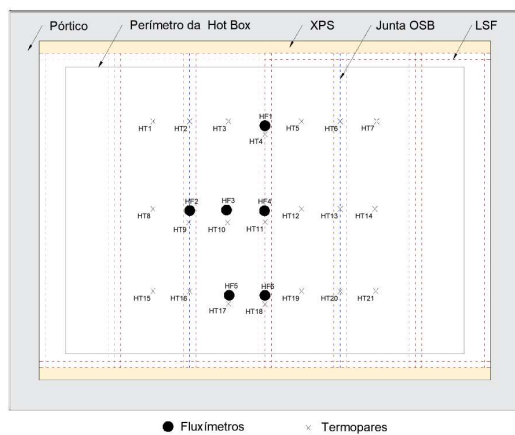 Pórtico Perímetro da Hot Box XPS Junta OSB LSF
HF1
HT1 HT2 HT3 HT4 HT5 HT6 HT7
HF2 HF3 HF4
HT8 HT9 HT10 HT11 HT12 HT13 HT14
HF5 HF6
HT15 HT16 HT17 HT18 HT19 HT20 HT21
Fluxímetros Termopares